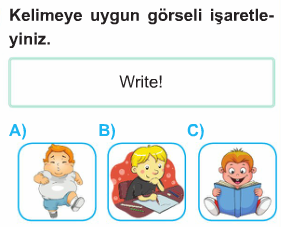 Kelimeye uygun görseli işaretle-
yiniz.
Write!
A) B) C)